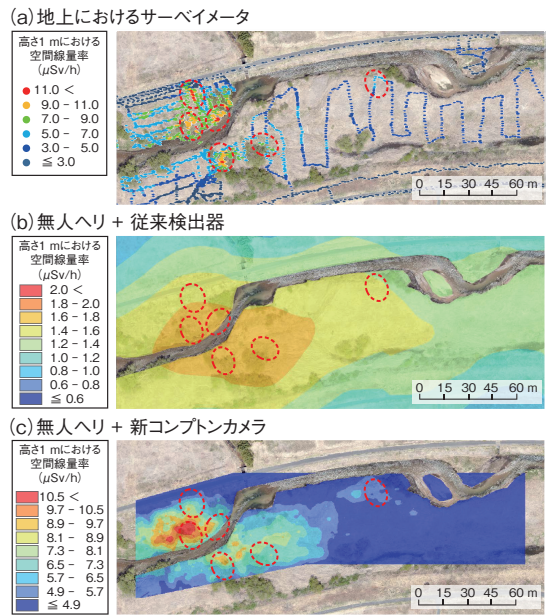 (a)地上におけるサーベイメータ
高さ1 mにおける
空間線量率
(μSv/h)
11.0 <
9.0 - 11.0
7.0 - 9.0
5.0 - 7.0
3.0 - 5.0
≦ 3.0
0 15 30 45 60 m
(b)無人ヘリ + 従来検出器
高さ1 mにおける
空間線量率
(μSv/h)
2.0 <
1.8 - 2.0
1.6 - 1.8
1.4 - 1.6
1.2 - 1.4
1.0 - 1.2
0.8 - 1.0
0.6 - 0.8
≦ 0.6
0 15 30 45 60 m
(c)無人ヘリ + 新コンプトンカメラ
高さ1 mにおける
空間線量率
(μSv/h)
10.5 <
9.7 - 10.5
8.9 - 9.7
8.1 - 8.9
7.3 - 8.1
6.5 - 7.3
5.7 - 6.5
4.9 - 5.7
≦ 4.9
0 15 30 45 60 m